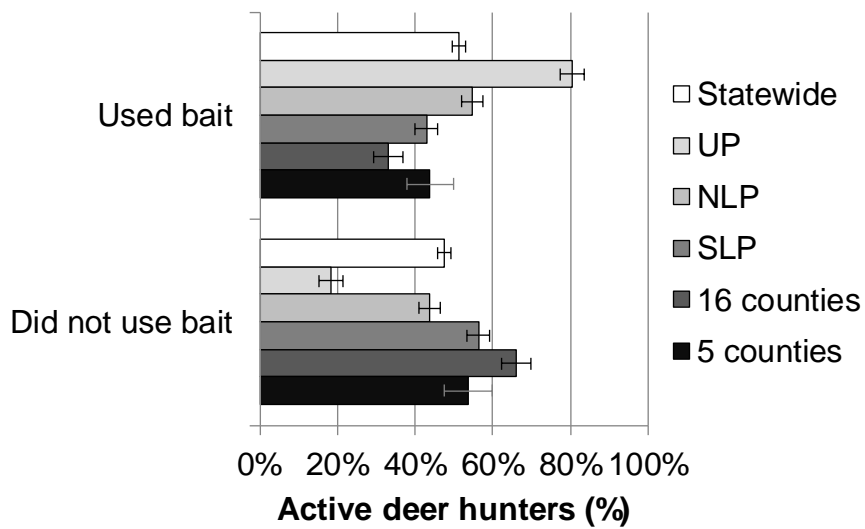 Used bait
Did not use bait
0% 20% 40% 60% 80% 100%
Active deer hunters (%)
Statewide
UP
NLP
SLP
16 counties
5 counties